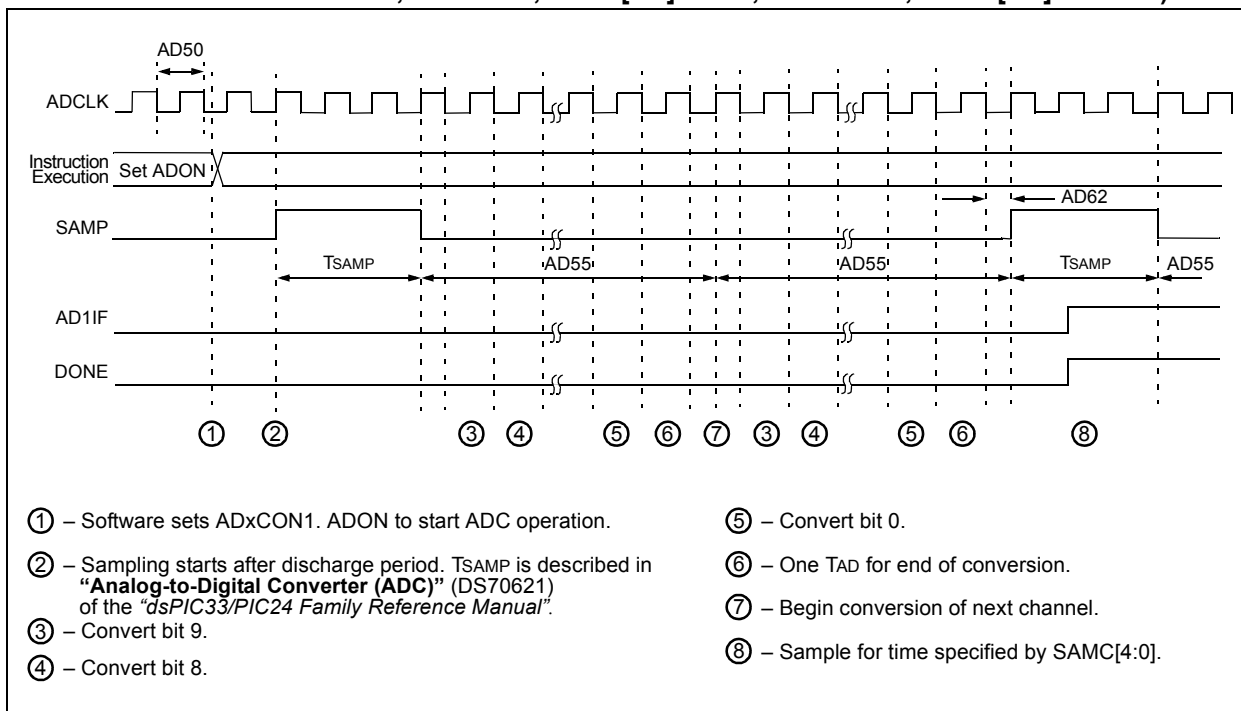 AD50
ADCLK
Instruction
Execution
Set ADON
AD62
SAMP
TSAMP
AD55
AD55
TSAMP
AD55
AD1IF
DONE
1 2 3 4 5 6 7 3 4 5 6 8
1 – Software sets ADxCON1. ADON to start ADC operation.
2 – Sampling starts after discharge period. TSAMP is described in
“Analog-to-Digital Converter (ADC)” (DS70621)
of the “dsPIC33/PIC24 Family Reference Manual”.
3 – Convert bit 9.
4 – Convert bit 8.
5 – Convert bit 0.
6 – One TAD for end of conversion.
7 – Begin conversion of next channel.
8 – Sample for time specified by SAMC[4:0].